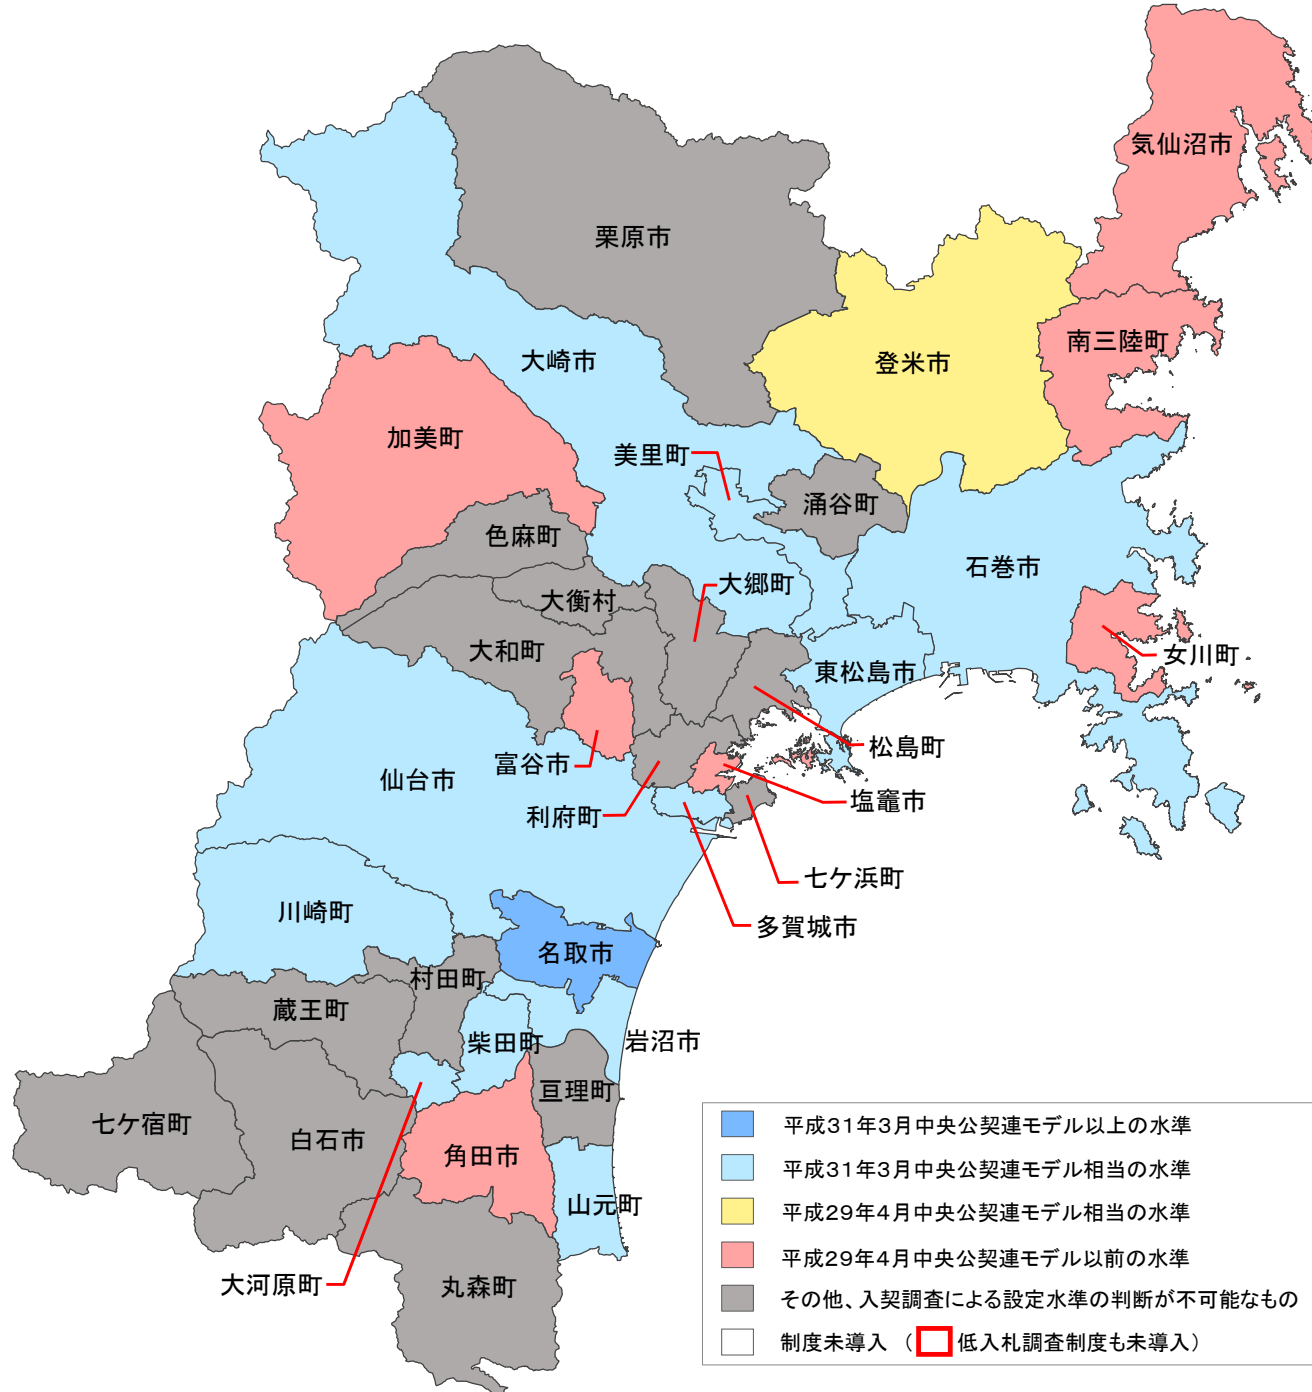 気仙沼市
栗原市
南三陸町
大崎市
登米市
加美町
美里町
涌谷町
色麻町
石巻市
大郷町
大衡村
大和町
女川町
東松島市
松島町
富谷市
仙台市
塩竈市
利府町
七ケ浜町
川崎町
多賀城市
名取市
村田町
蔵王町
柴田町
岩沼市
亘理町
七ケ宿町
白石市
角田市
山元町
大河原町
丸森町
平成31年3月中央公契連モデル以上の水準
平成31年3月中央公契連モデル相当の水準
平成29年4月中央公契連モデル相当の水準
平成29年4月中央公契連モデル以前の水準
その他、入契調査による設定水準の判断が不可能なもの
制度未導入 （ 低入札調査制度も未導入）